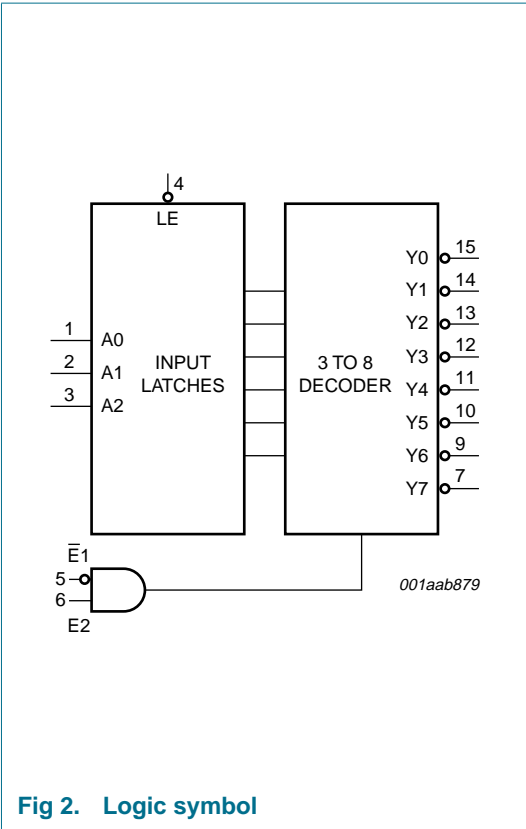 4
LE
Y0 15
Y1 14
Y2 13
1 A0
Y3 12
2 A1
INPUT LATCHES
3 TO 8 DECODER
Y4 11
3 A2
Y5 10
Y6 9
Y7 7
E̅1
5
6
E2
001aab879
Fig 2. Logic symbol